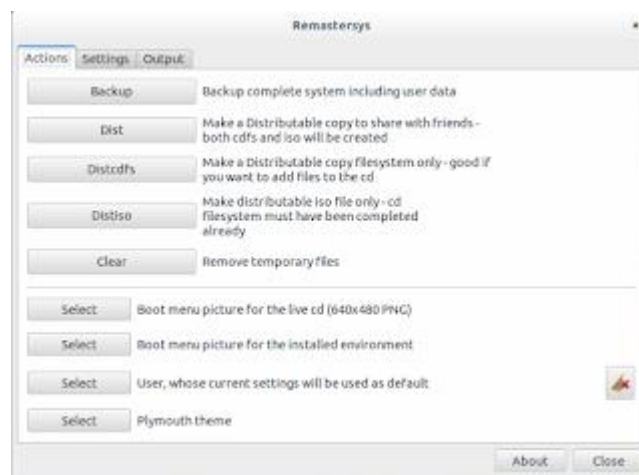 Remastersys
Actions Settings Output
Backup Backup complete system including user data
Dist Make a Distributable copy to share with friends -
both cdfs and iso will be created
Distcdfs Make a Distributable copy filesystem only - good if
you want to add files to the cd
Distiso Make distributable iso file only - cd
filesystem must have been completed
already
Clear Remove temporary files
Select Boot menu picture for the live cd (640x480 PNG)
Select Boot menu picture for the installed environment
Select User, whose current settings will be used as default
Select Plymouth theme
About Close